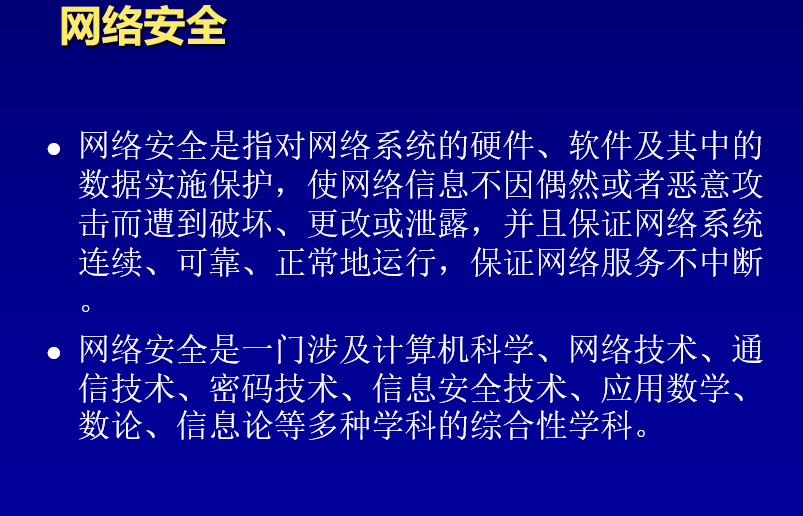 网络安全
● 网络安全是指对网络系统的硬件、软件及其中的
数据实施保护，使网络信息不因偶然或者恶意攻
击而遭到破坏、更改或泄露，并且保证网络系统
连续、可靠、正常地运行，保证网络服务不中断
。
● 网络安全是一门涉及计算机科学、网络技术、通
信技术、密码技术、信息安全技术、应用数学、
数论、信息论等多种学科的综合性学科。